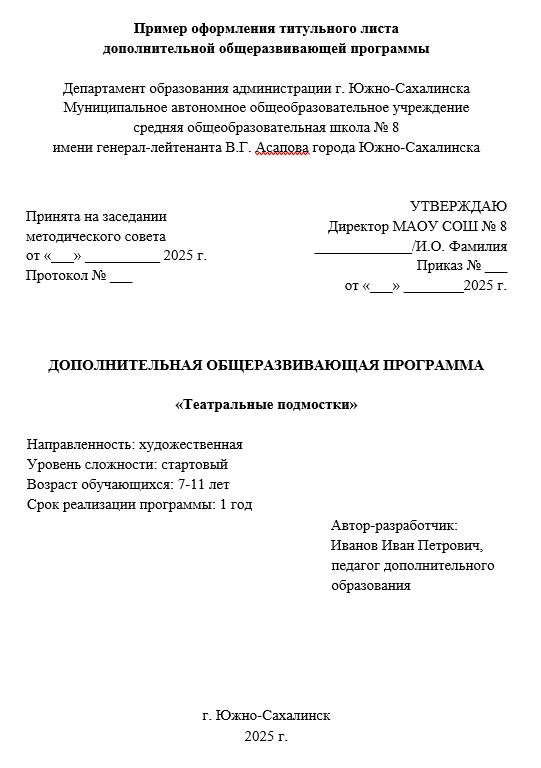 Пример оформления титульного листа
дополнительной общеразвивающей программы
Департамент образования администрации г. Южно-Сахалинска
Муниципальное автономное общеобразовательное учреждение
средняя общеобразовательная школа № 8
имени генерал-лейтенанта В.Г. Асапова города Южно-Сахалинска
Принята на заседании
методического совета
от «___» __________ 2025 г.
Протокол № ___
УТВЕРЖДАЮ
Директор МАОУ СОШ № 8
_____________/И.О. Фамилия
Приказ № ___
от «___» ________2025 г.
ДОПОЛНИТЕЛЬНАЯ ОБЩЕРАЗВИВАЮЩАЯ ПРОГРАММА
«Театральные подмостки»
Направленность: художественная
Уровень сложности: стартовый
Возраст обучающихся: 7-11 лет
Срок реализации программы: 1 год
Автор-разработчик:
Иванов Иван Петрович,
педагог дополнительного
образования
г. Южно-Сахалинск
2025 г.